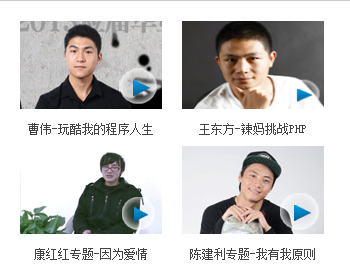 曹伟-玩酷我的程序人生
王东方-辣妈挑战PHP
康红红专题-因为爱情
陈建利专题-我有我原则